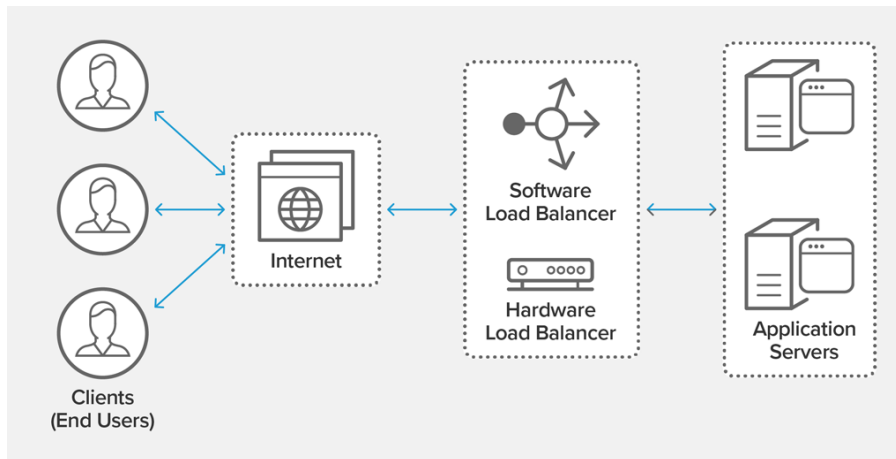 Clients
(End Users)
Internet
Software
Load Balancer
Hardware
Load Balancer
Application
Servers